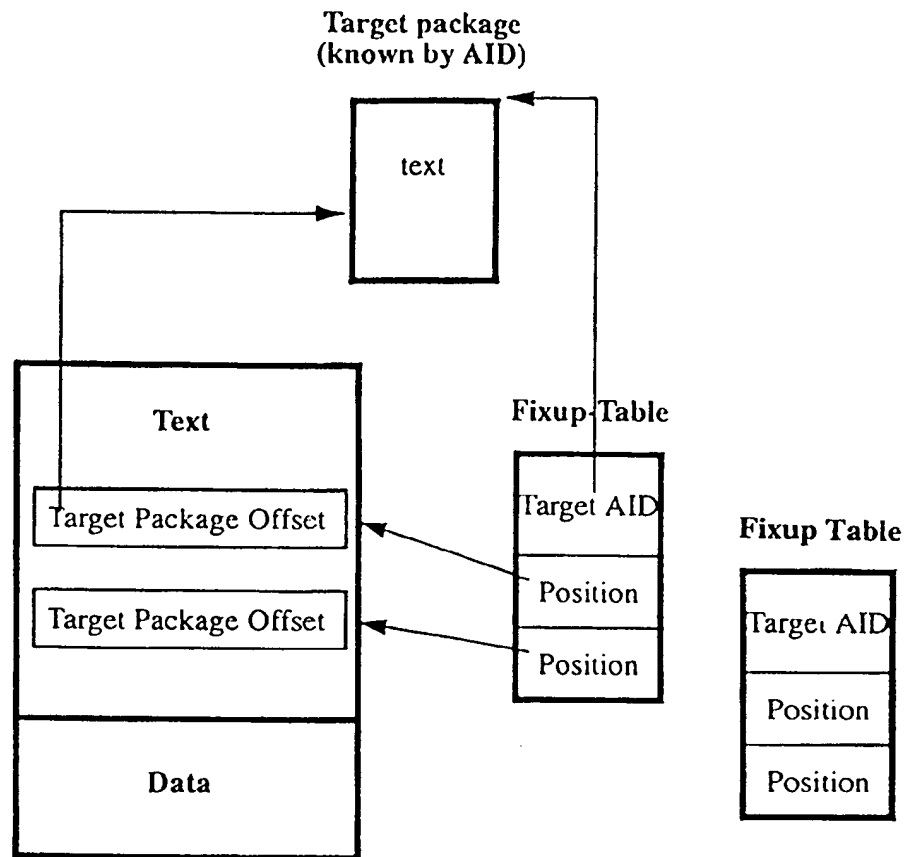 Target package
(known by AID)
text
Text
Target Package Offset
Target Package Offset
Data
Fixup Table
Target AID
Position
Position
Fixup Table
Target AID
Position
Position